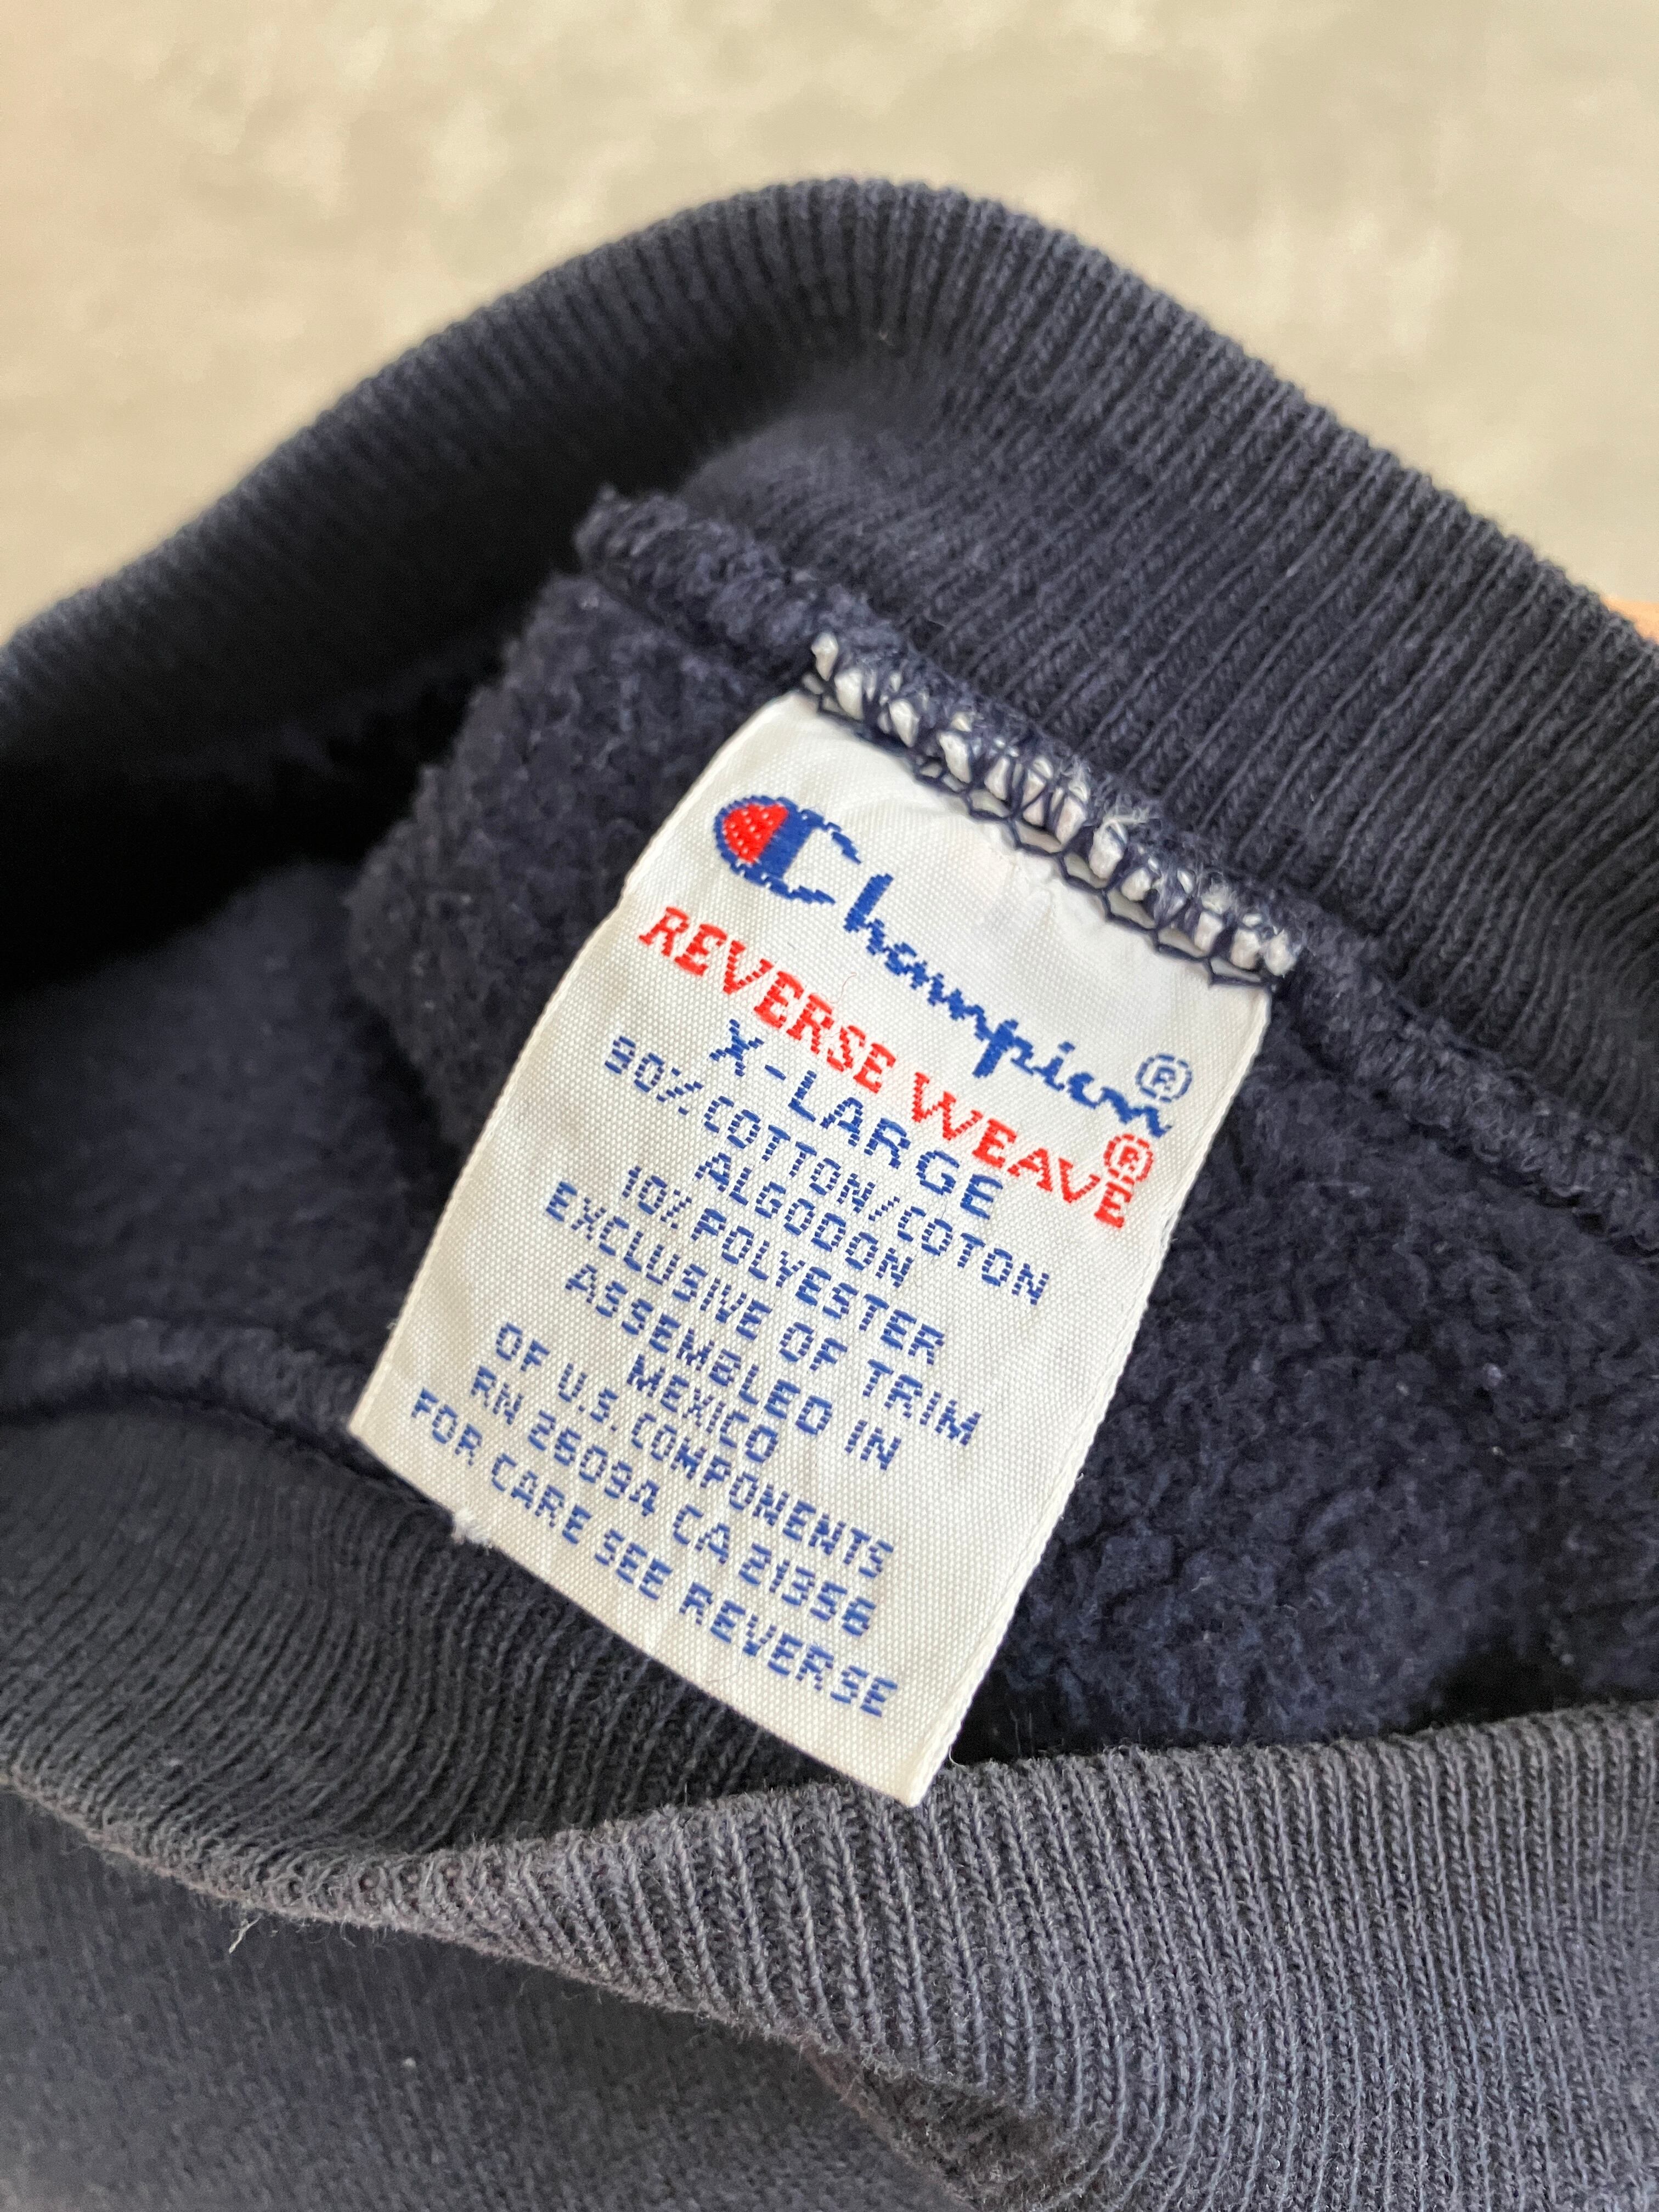 Champion®
REVERSE WEAVE®
X-LARGE
90% COTTON/COTON
ALGODON
10% POLYESTER
EXCLUSIVE OF TRIM
ASSEMBLED IN
MEXICO
OF U.S. COMPONENTS
RN 26094 CA 21356
FOR CARE SEE REVERSE